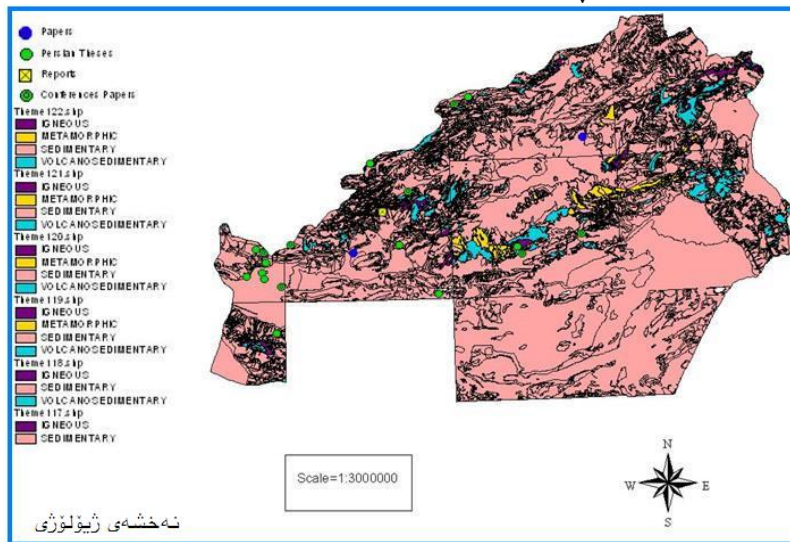 Papers
Persian Theses
Reports
Conferences Papers
Theme122.shp
IGNEOUS
METAMORPHIC
SEDIMENTARY
VOLCANOSEDIMENTARY
Theme121.shp
IGNEOUS
METAMORPHIC
SEDIMENTARY
VOLCANOSEDIMENTARY
Theme120.shp
IGNEOUS
METAMORPHIC
SEDIMENTARY
VOLCANOSEDIMENTARY
Theme119.shp
IGNEOUS
METAMORPHIC
SEDIMENTARY
VOLCANOSEDIMENTARY
Theme118.shp
IGNEOUS
SEDIMENTARY
VOLCANOSEDIMENTARY
Theme117.shp
IGNEOUS
SEDIMENTARY
Scale=1:3000000
N
W E
S
نەخشەی ژیۆلۆژی